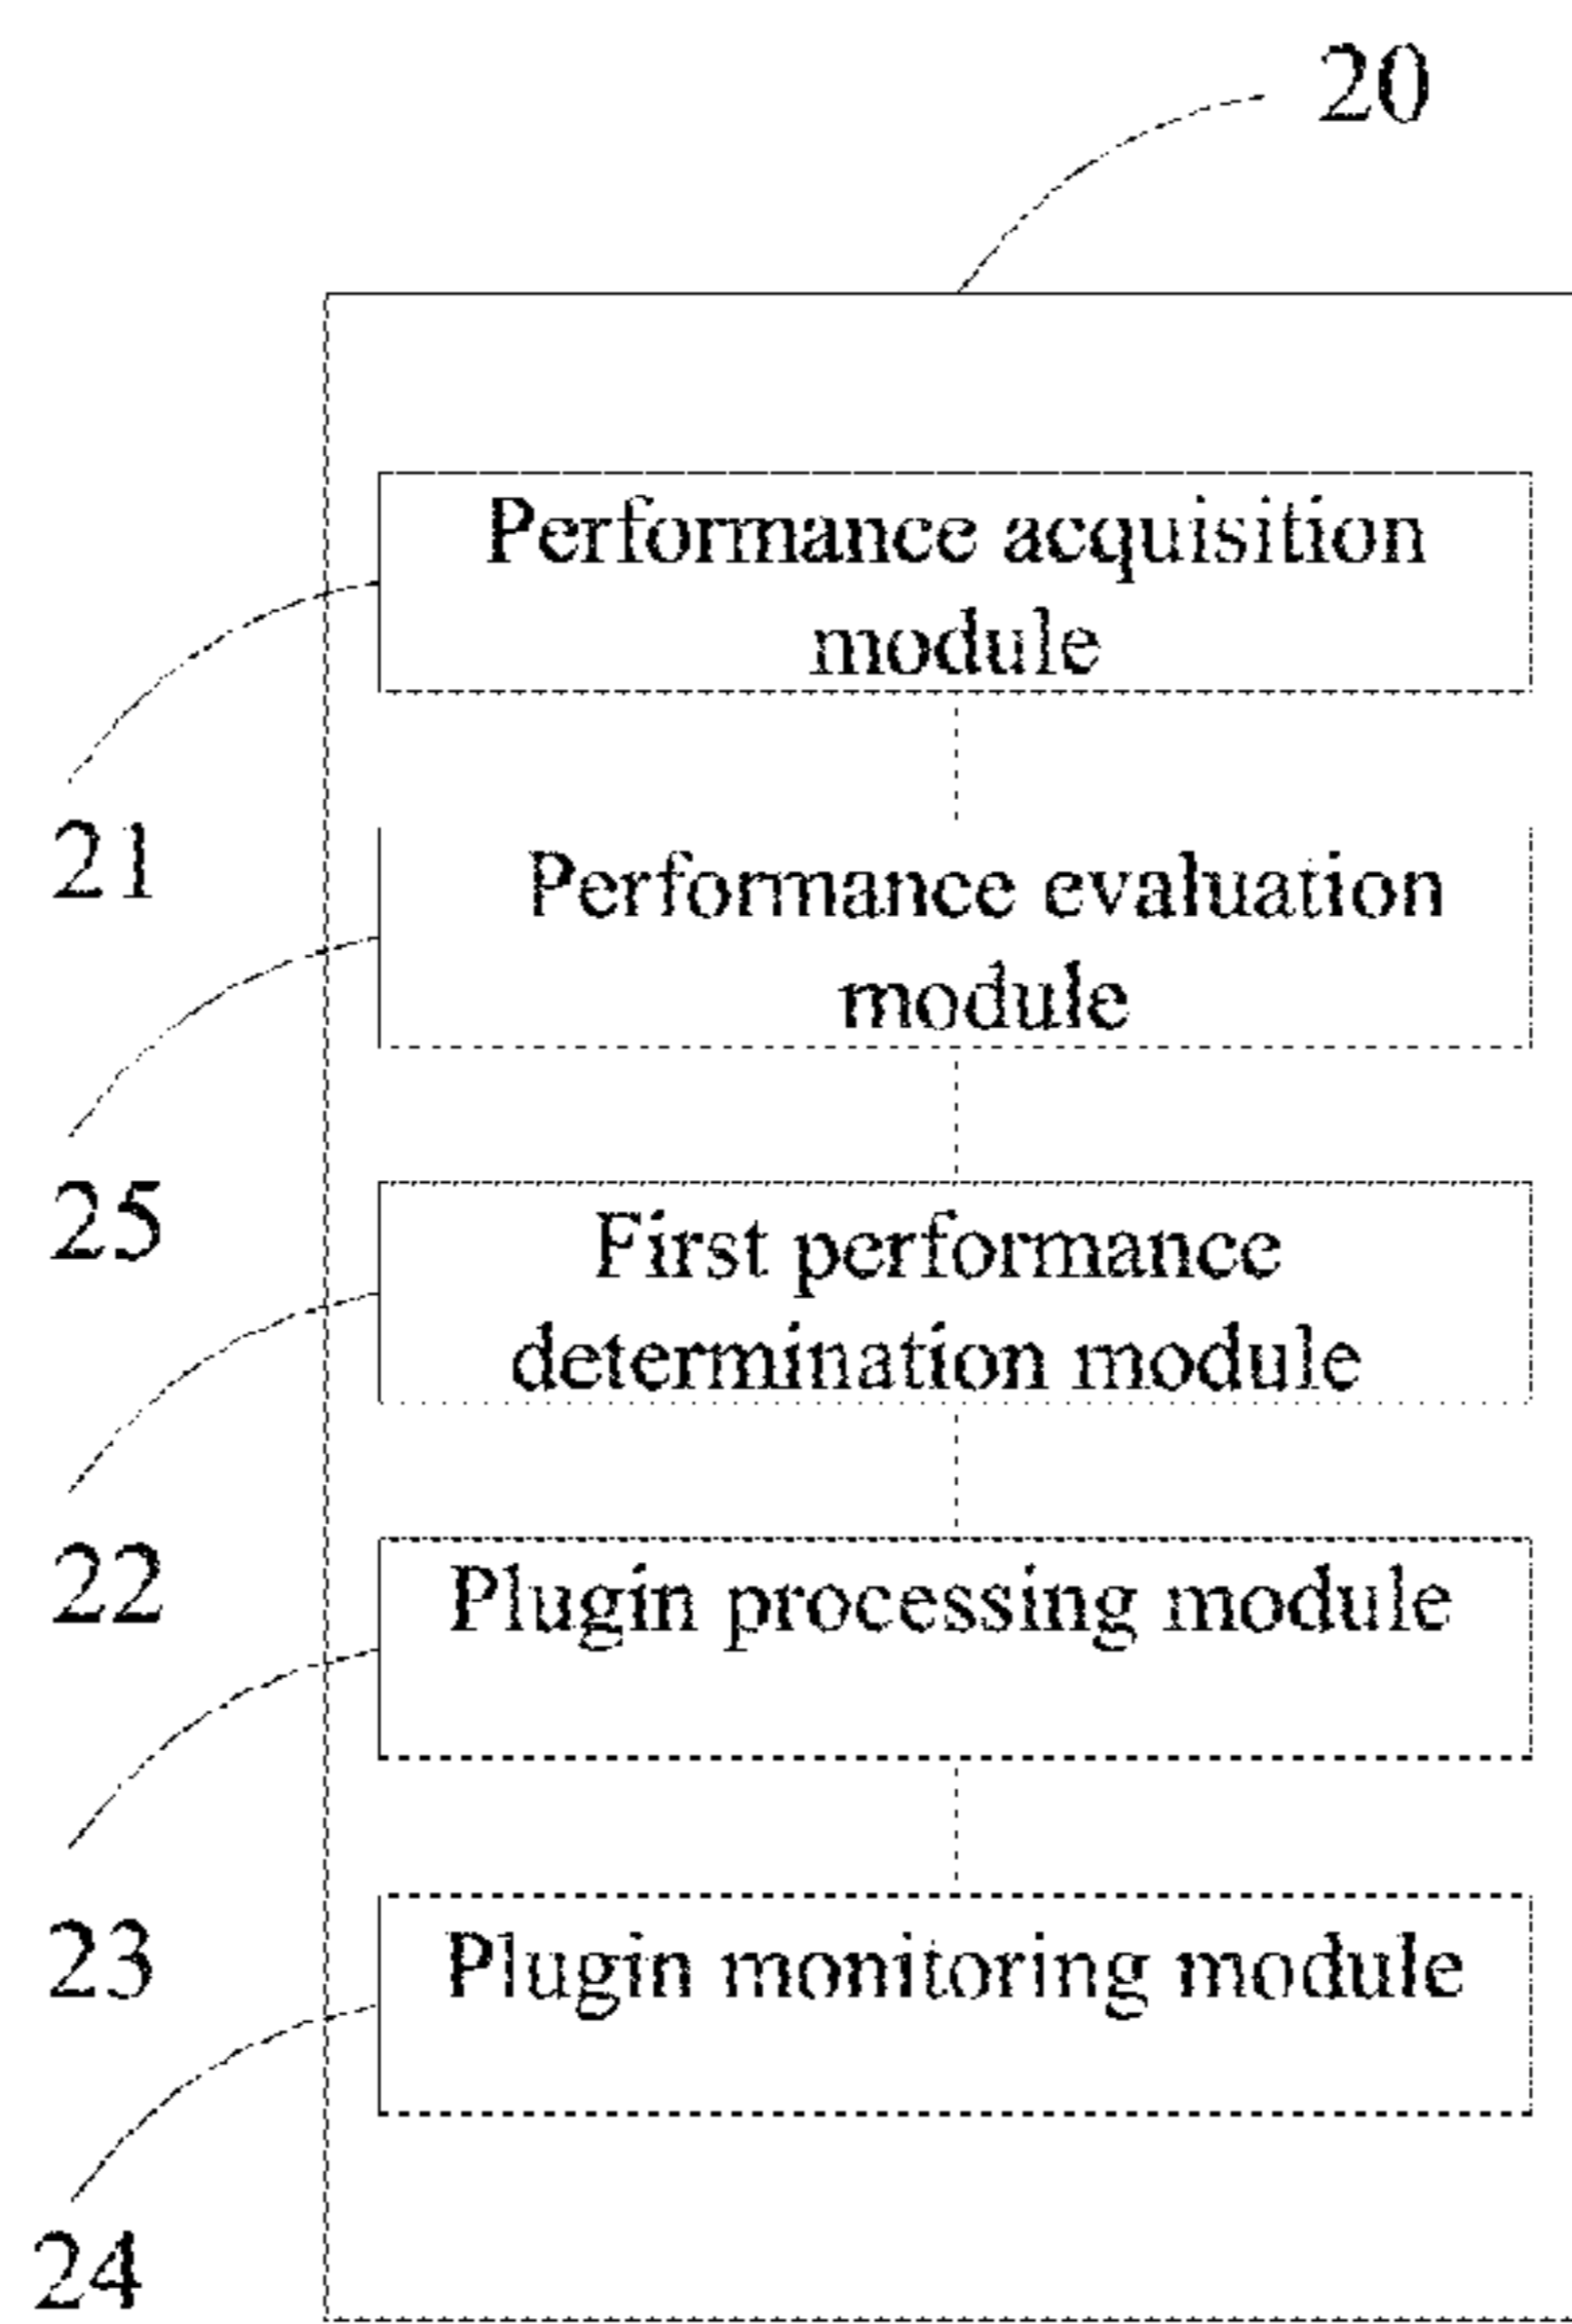 20
Performance acquisition
module
21
Performance evaluation
module
25
First performance
determination module
22
Plugin processing module
23
Plugin monitoring module
24